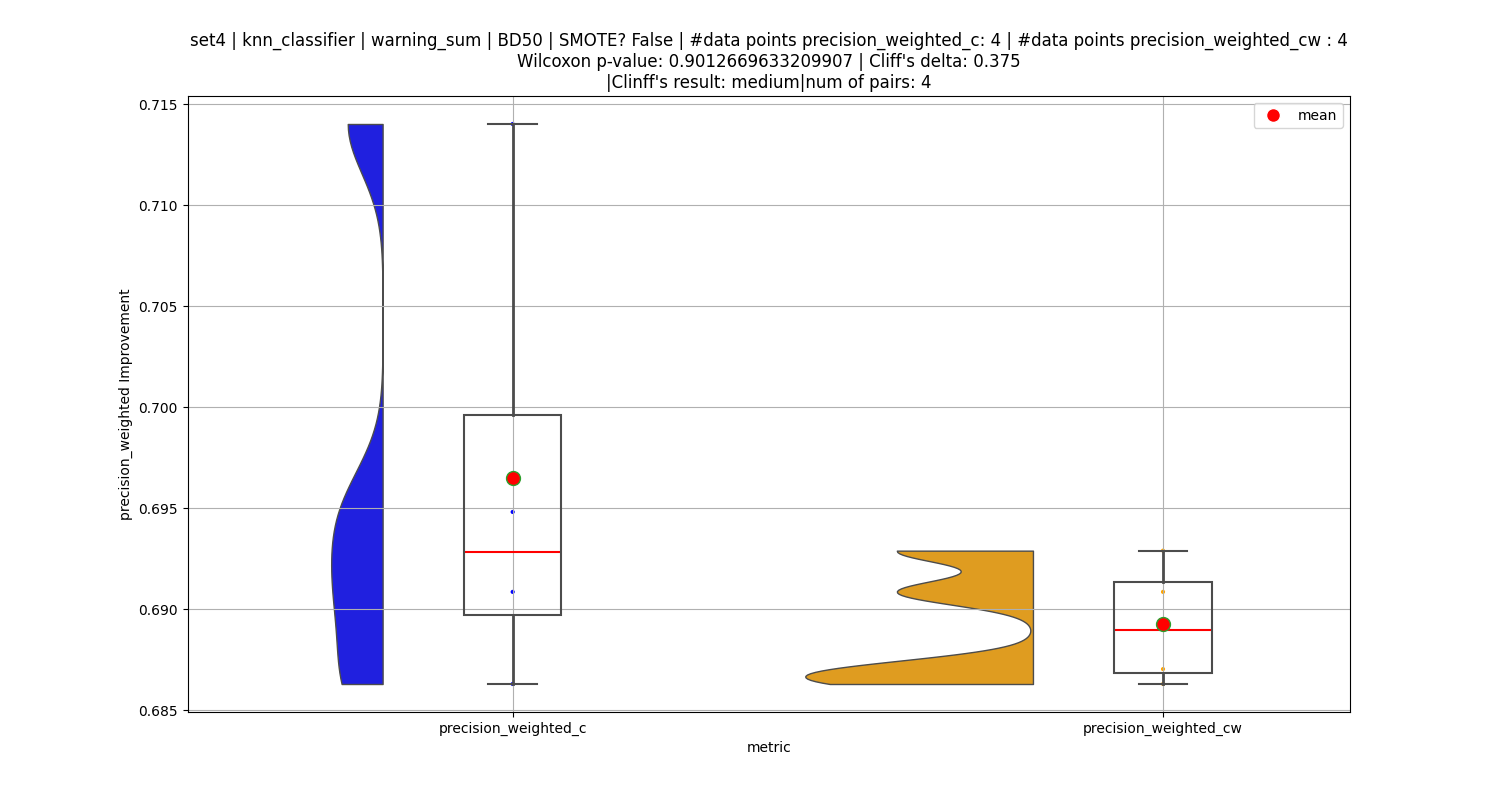 set4 | knn_classifier | warning_sum | BD50 | SMOTE? False | #data points precision_weighted_c: 4 | #data points precision_weighted_cw : 4
Wilcoxon p-value: 0.9012669633209907 | Cliff's delta: 0.375
|Clinff's result: medium|num of pairs: 4
mean
0.715
0.710
0.705
0.700
0.695
0.690
0.685
precision_weighted Improvement
precision_weighted_c
precision_weighted_cw
metric